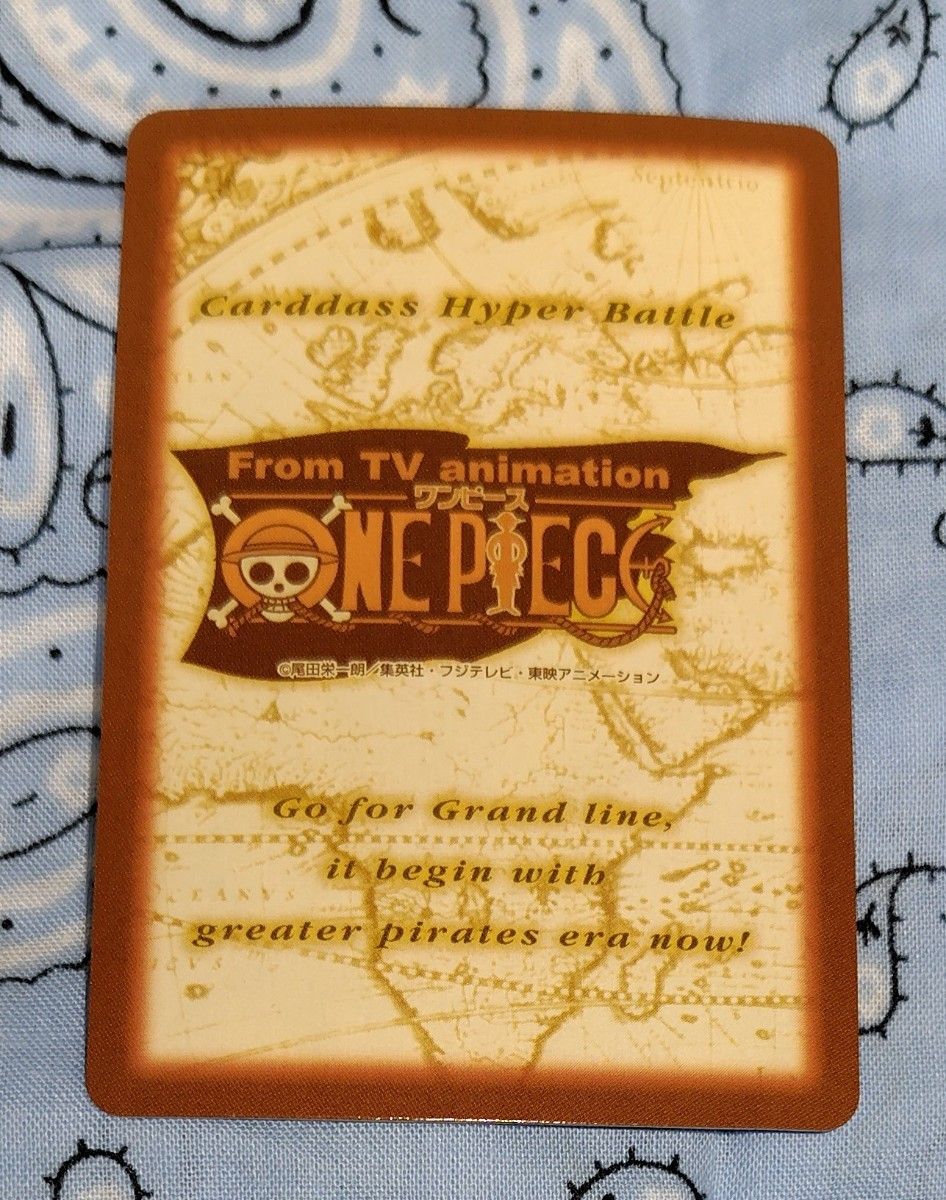 Septentrio
Carddass Hyper Battle
From TV animation
ワンピース
ONE PIECE
©尾田栄一朗/集英社・フジテレビ・東映アニメーション
Go for Grand line,
it begin with
greater pirates era now!